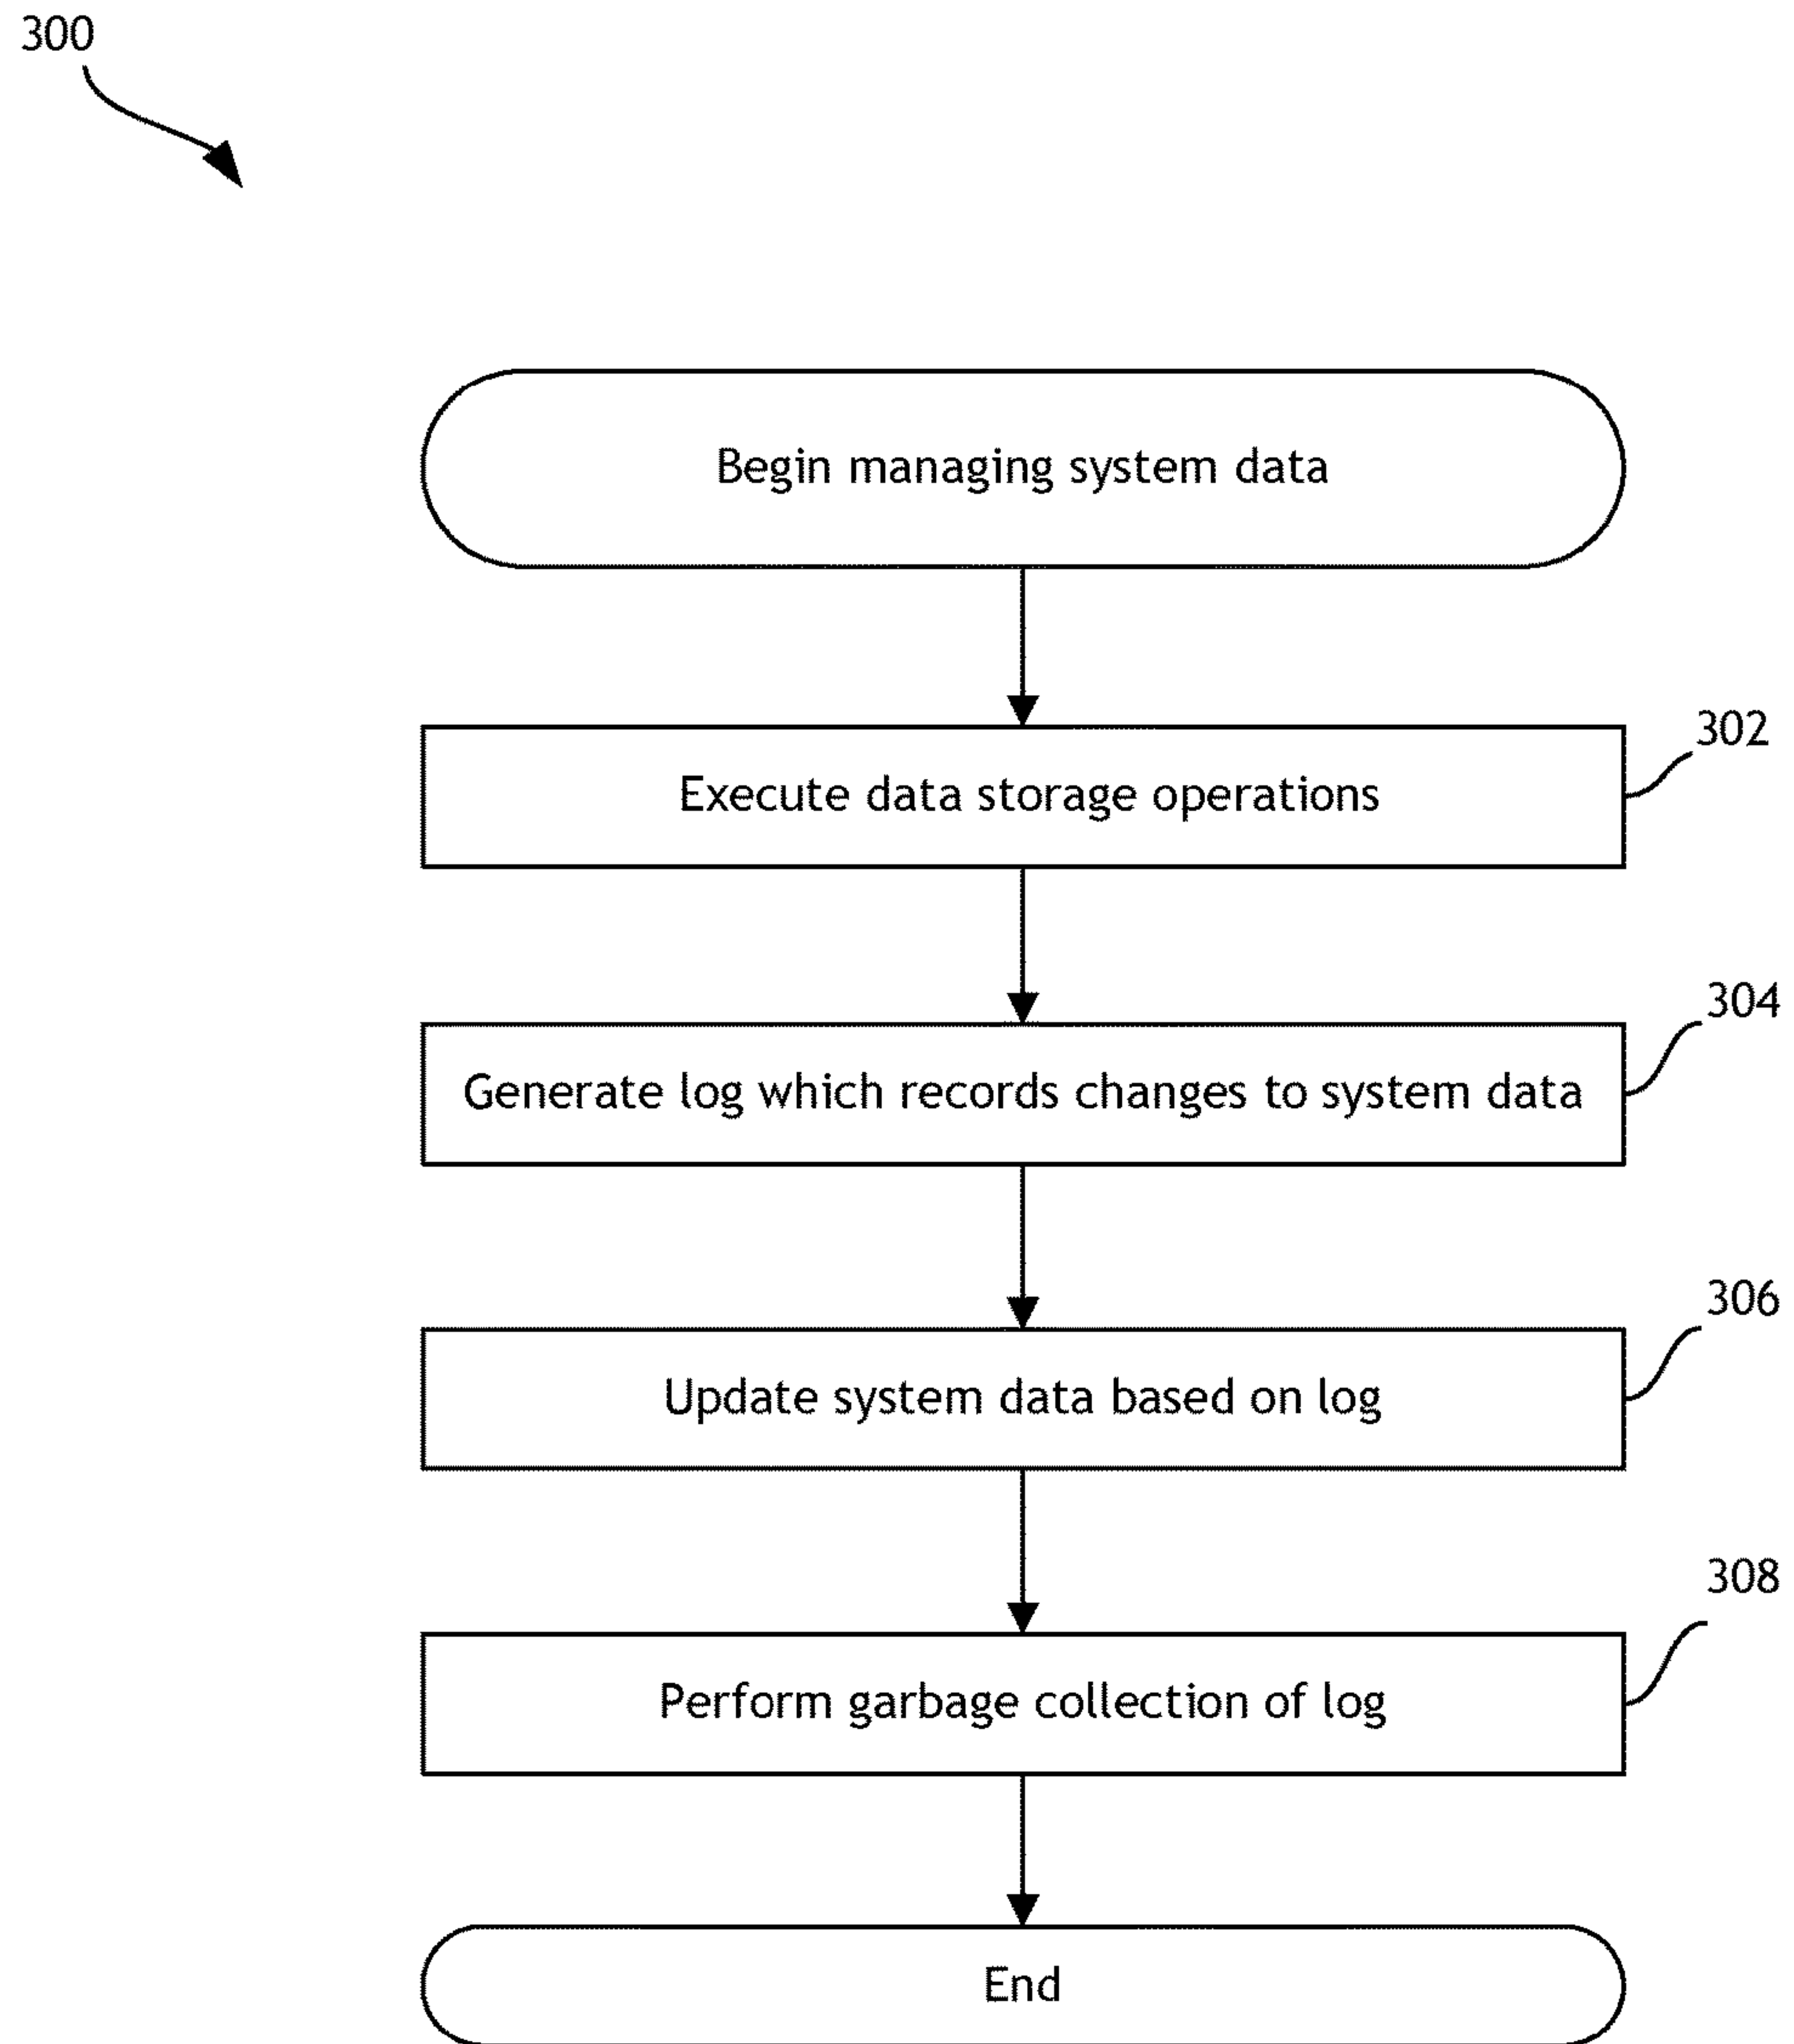 300
Begin managing system data
302
Execute data storage operations
304
Generate log which records changes to system data
306
Update system data based on log
308
Perform garbage collection of log
End